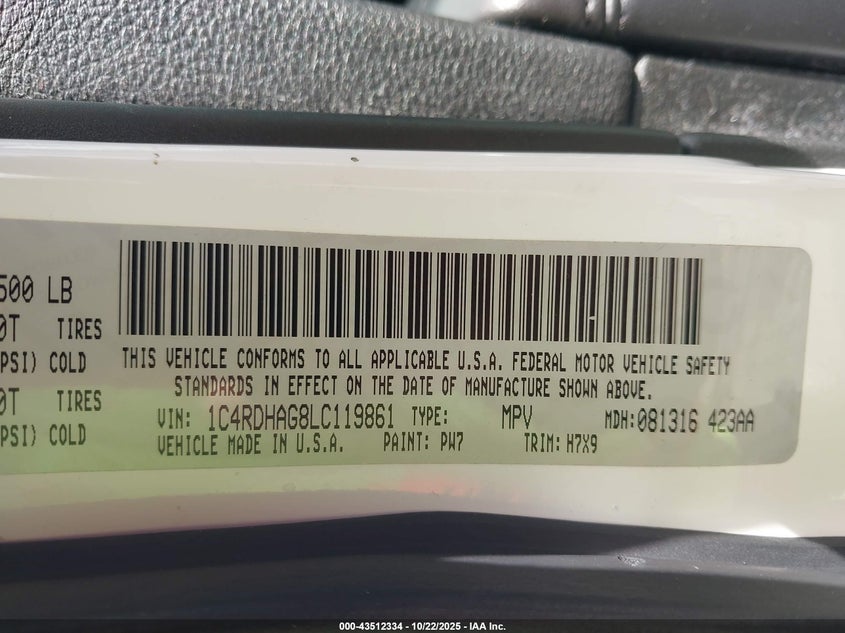 500 LB
0T TIRES
PSI) COLD
0T TIRES
PSI) COLD
THIS VEHICLE CONFORMS TO ALL APPLICABLE U.S.A. FEDERAL MOTOR VEHICLE SAFETY
STANDARDS IN EFFECT ON THE DATE OF MANUFACTURE SHOWN ABOVE.
VIN: 1C4RDHAG8LC119861 TYPE: MPV MDH:081316 423AA
VEHICLE MADE IN U.S.A. PAINT: PW7 TRIM: H7X9
000-43512334 - 10/22/2025 - IAA Inc.